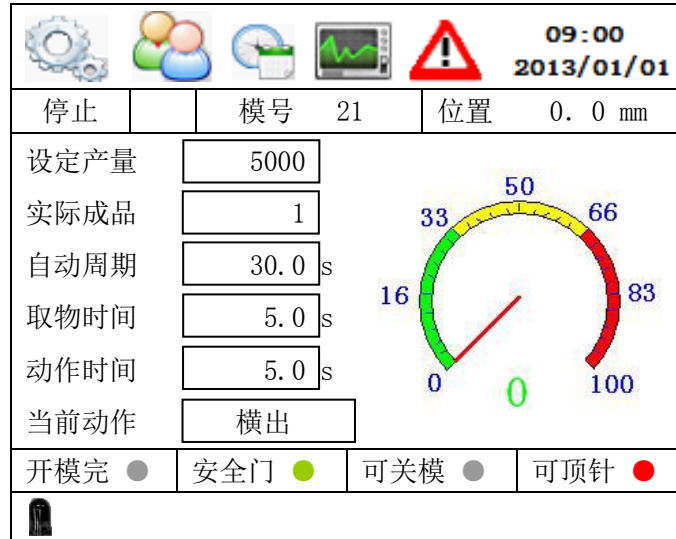 09:00
2013/01/01
停止 模号 21 位置 0. 0 mm
设定产量 5000
实际成品 1
自动周期 30.0 s
取物时间 5.0 s
动作时间 5.0 s
当前动作 横出
50
33 66
16 83
0 0 100
开模完 安全门 可关模 可顶针